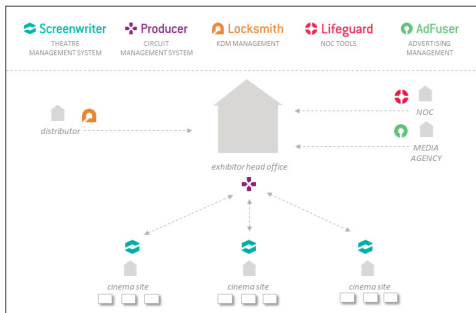 Screenwriter
THEATRE
MANAGEMENT SYSTEM
Producer
CIRCUIT
MANAGEMENT SYSTEM
Locksmith
KDM MANAGEMENT
Lifeguard
NOC TOOLS
AdFuser
ADVERTISING
MANAGEMENT
distributor
NOC
MEDIA
AGENCY
exhibitor head office
cinema site
cinema site
cinema site